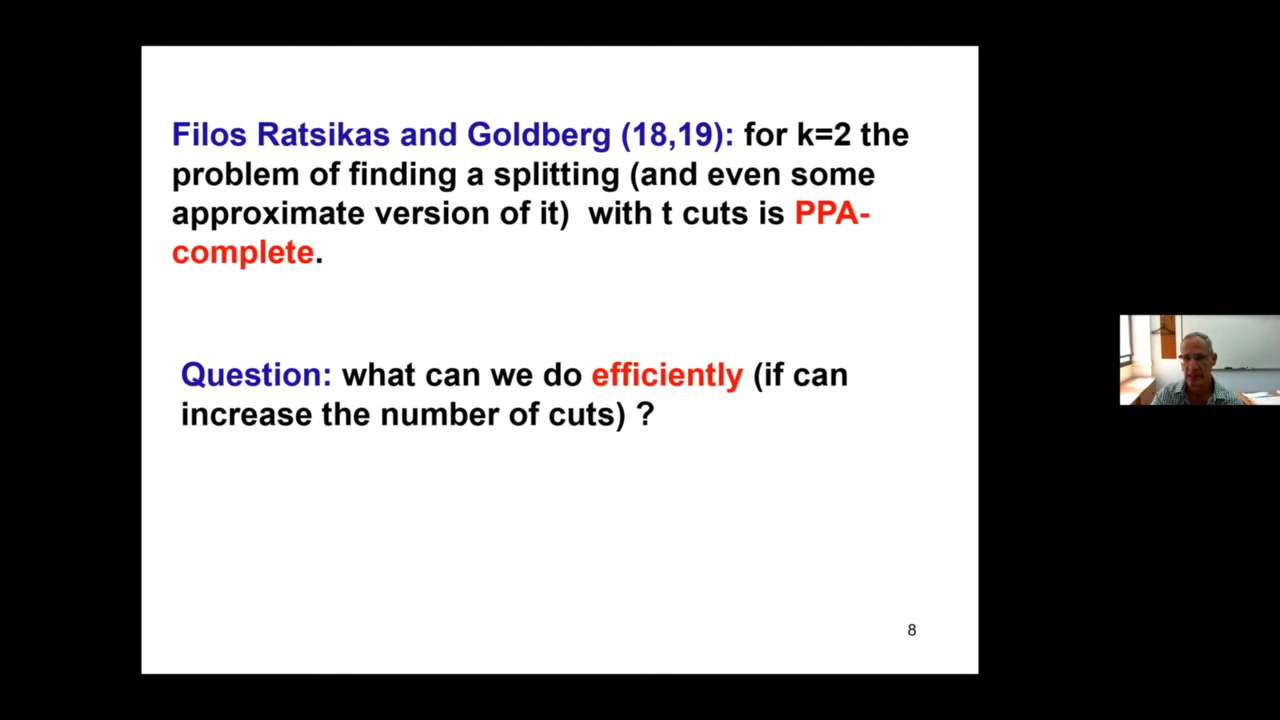 Filos Ratsikas and Goldberg (18,19): for k=2 the
problem of finding a splitting (and even some
approximate version of it)  with t cuts is PPA-
complete.
Question: what can we do efficiently (if can
increase the number of cuts) ?
8